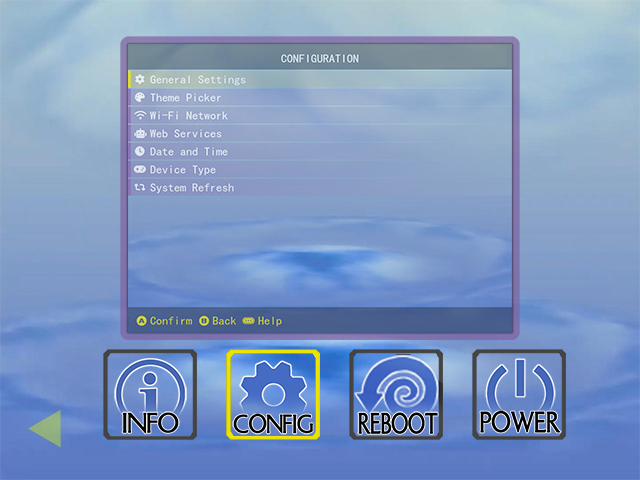 CONFIGURATION
General Settings
Theme Picker
Wi-Fi Network
Web Services
Date and Time
Device Type
System Refresh
A Confirm B Back Help
INFO CONFIG REBOOT POWER